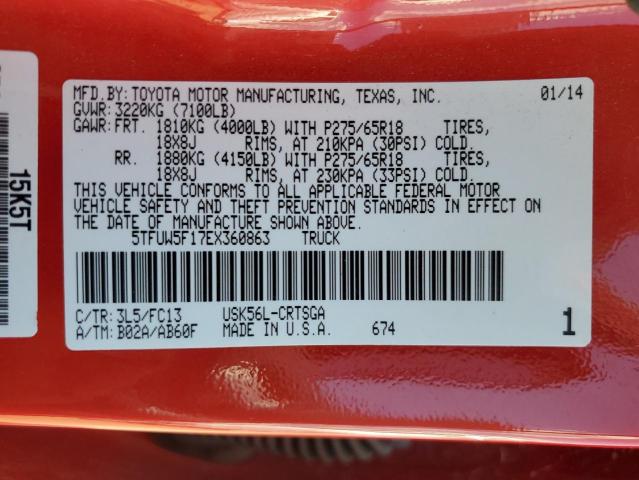 MFD.BY: TOYOTA MOTOR MANUFACTURING, TEXAS, INC. 01/14
GVWR: 3220KG (7100LB)
GAWR: FRT. 1810KG (4000LB) WITH P275/65R18 TIRES,
18X8J RIMS, AT 210KPA (30PSI) COLD.
RR. 1880KG (4150LB) WITH P275/65R18 TIRES,
18X8J RIMS, AT 230KPA (33PSI) COLD.
THIS VEHICLE CONFORMS TO ALL APPLICABLE FEDERAL MOTOR
VEHICLE SAFETY AND THEFT PREVENTION STANDARDS IN EFFECT ON
THE DATE OF MANUFACTURE SHOWN ABOVE.
5TFUW5F17EX360863 TRUCK
C/TR: 3L5/FC13 USK56L-CRTSGA
A/TM: B02A/AB60F MADE IN U.S.A. 674 1
15K5T